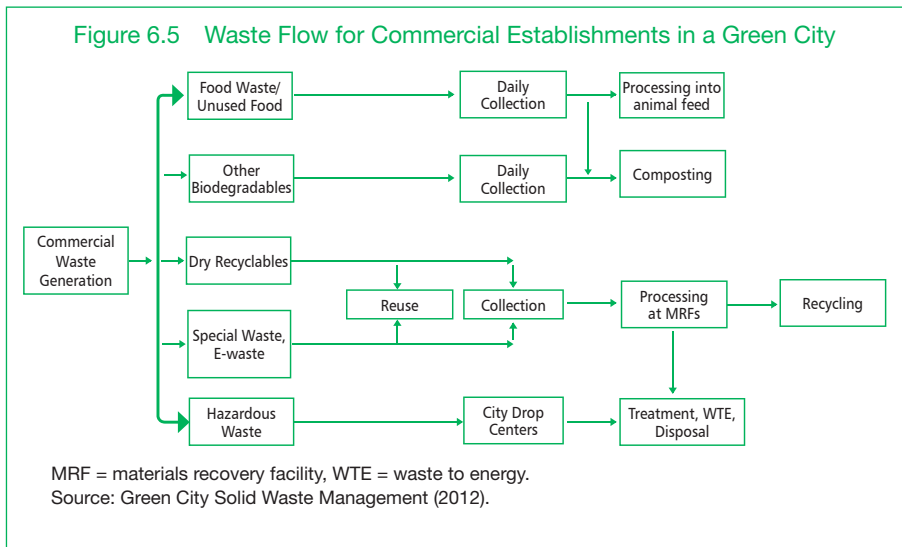 Figure 6.5 Waste Flow for Commercial Establishments in a Green City
Food Waste/
Unused Food
Daily
Collection
Processing into
animal feed
Other
Biodegradables
Daily
Collection
Composting
Commercial
Waste
Generation
Dry Recyclables
Reuse
Collection
Processing
at MRFs
Recycling
Special Waste,
E-waste
Hazardous
Waste
City Drop
Centers
Treatment, WTE,
Disposal
MRF = materials recovery facility, WTE = waste to energy.
Source: Green City Solid Waste Management (2012).